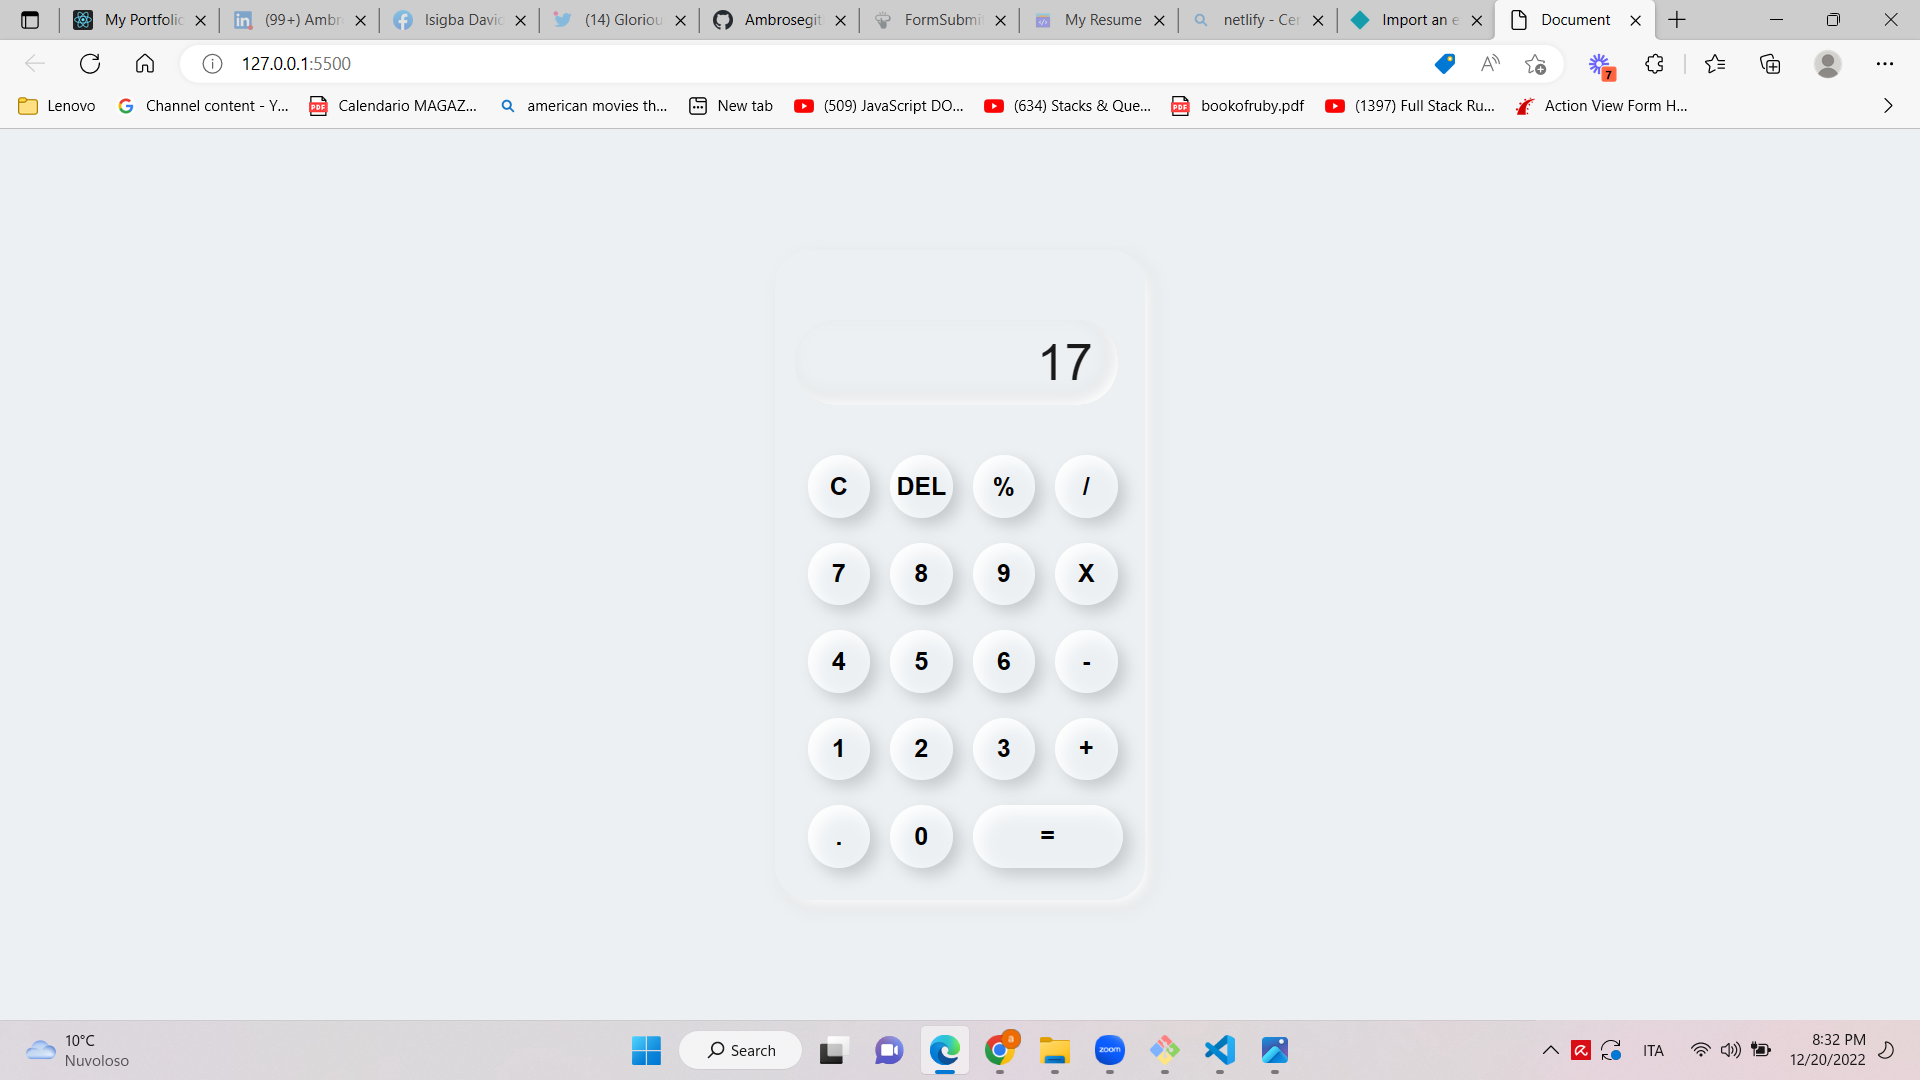 My Portfolio
(99+) Ambr
Isigba David
(14) Gloriou
Ambrosegit
FormSubmit
My Resume
netlify - Cer
Import an e
Document
127.0.0.1:5500
7
Lenovo
Channel content - Y...
Calendario MAGAZ...
american movies th...
New tab
(509) JavaScript DO...
(634) Stacks & Que...
bookofruby.pdf
(1397) Full Stack Ru...
Action View Form H...
17
C DEL % /
7 8 9 X
4 5 6 -
1 2 3 +
. 0 =
10°C
Nuvoloso
Search
a
zoom
ITA
8:32 PM
12/20/2022